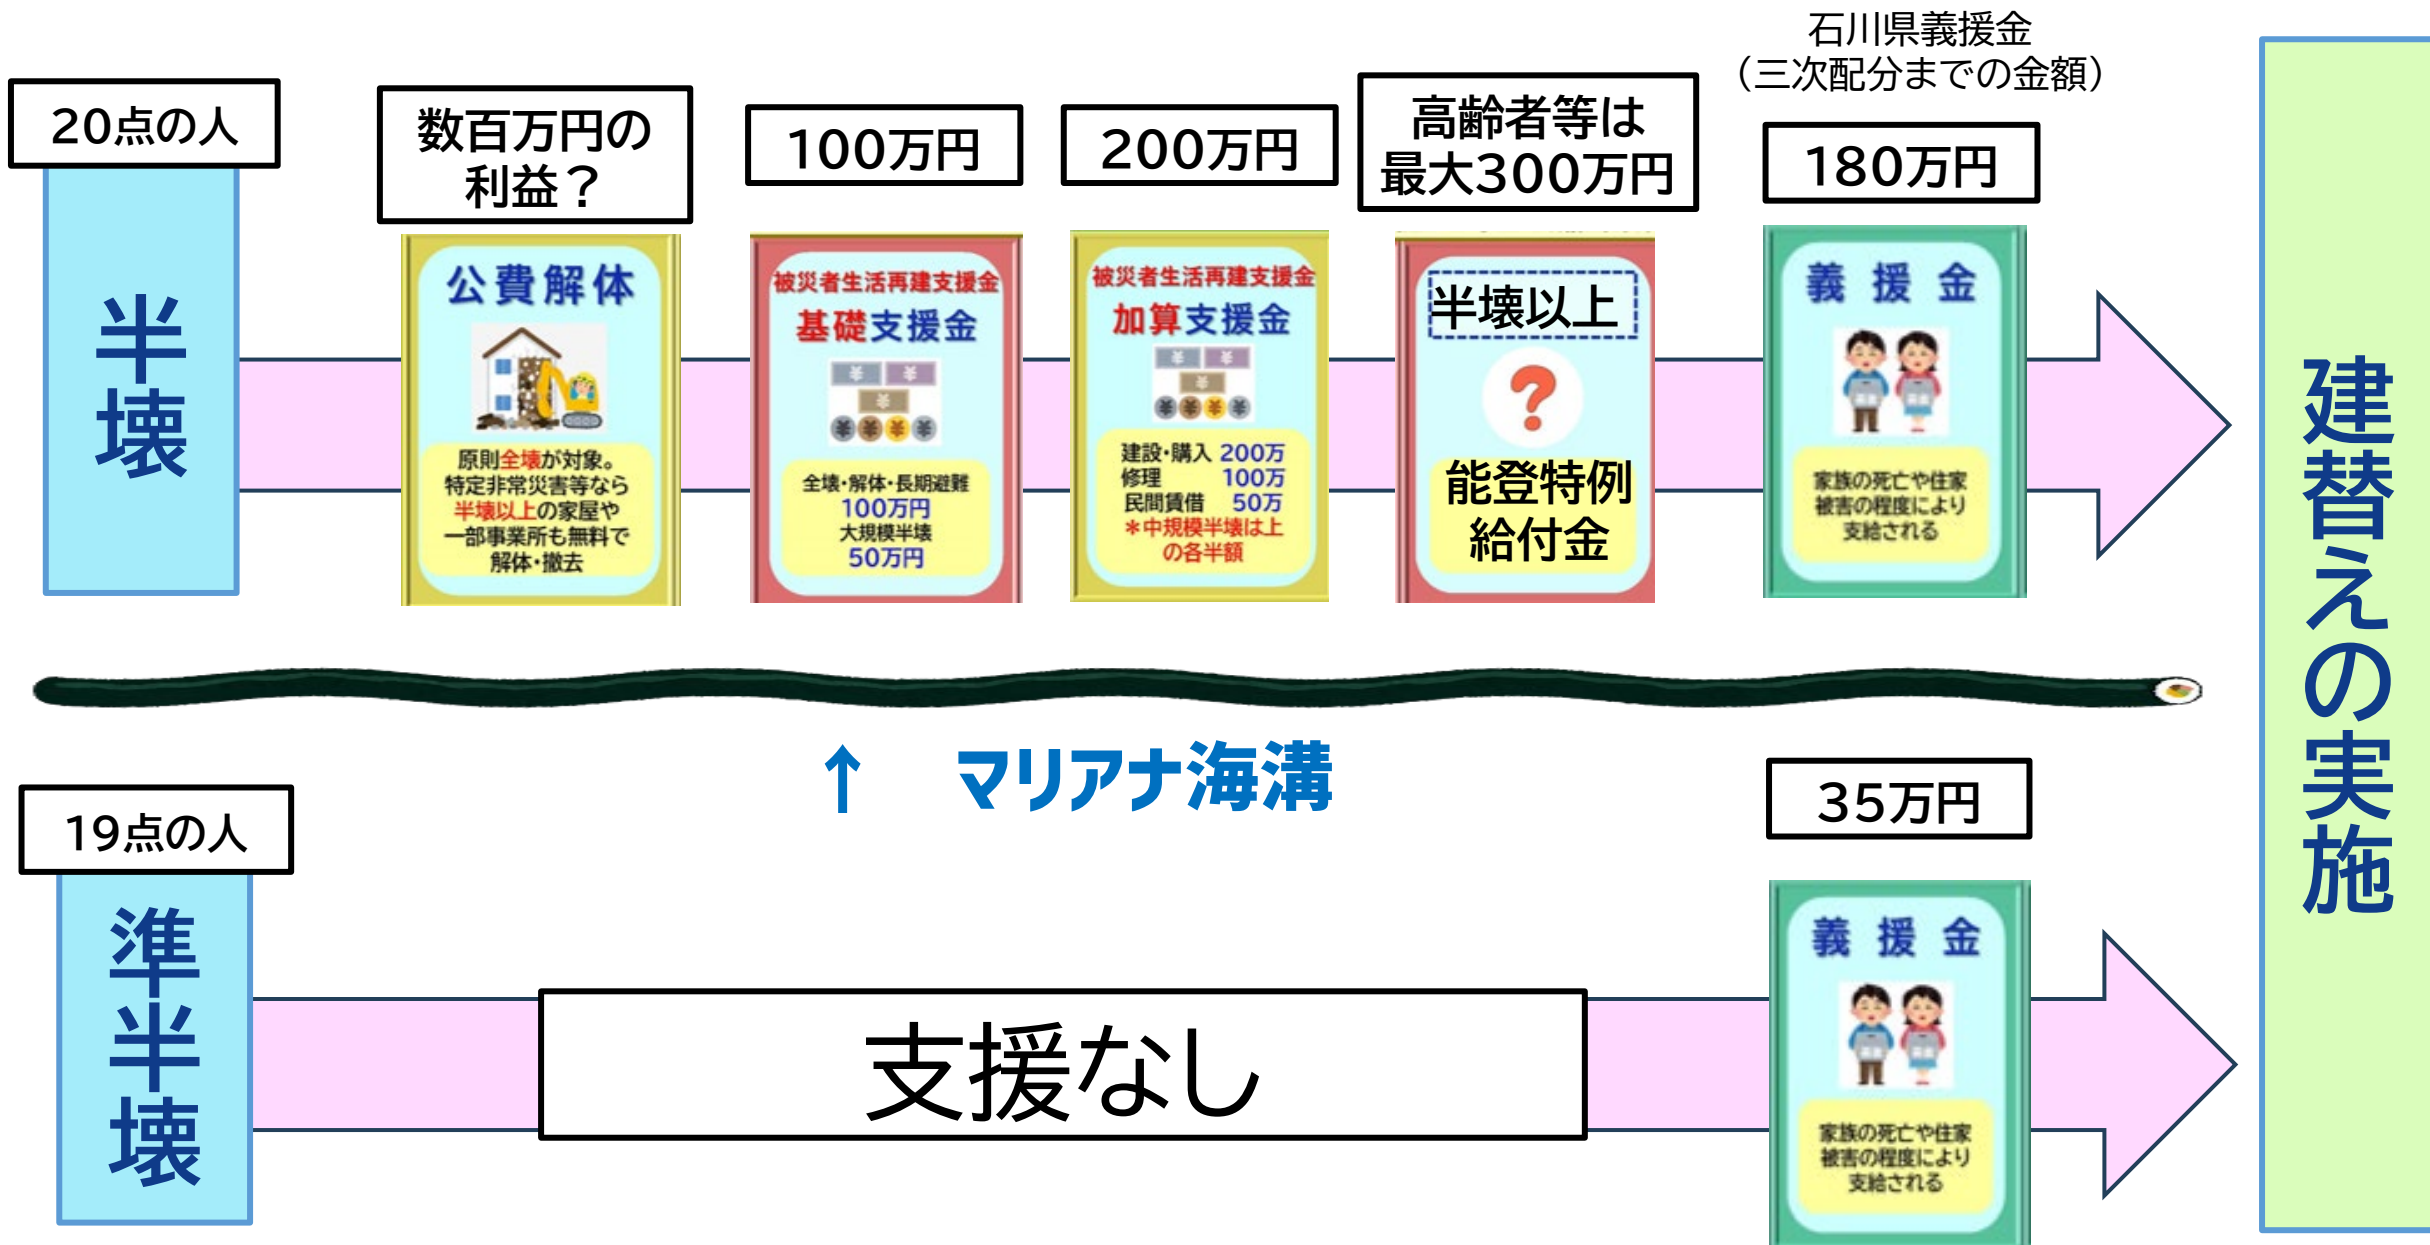 石川県義援金
（三次配分までの金額）
20点の人
数百万円の
利益？
100万円
200万円
高齢者等は
最大300万円
180万円
半壊
公費解体
原則全壊が対象。
特定非常災害等なら
半壊以上の家屋や
一部事業所も無料で
解体・撤去
被災者生活再建支援金
基礎支援金
全壊・解体・長期避難
100万円
大規模半壊
50万円
被災者生活再建支援金
加算支援金
建設・購入 200万
修理 100万
民間賃借 50万
＊中規模半壊は上
の各半額
半壊以上
?
能登特例
給付金
義援金
家族の死亡や住家
被害の程度により
支給される
建替えの実施
↑ マリアナ海溝
19点の人
35万円
準半壊
支援なし
義援金
家族の死亡や住家
被害の程度により
支給される